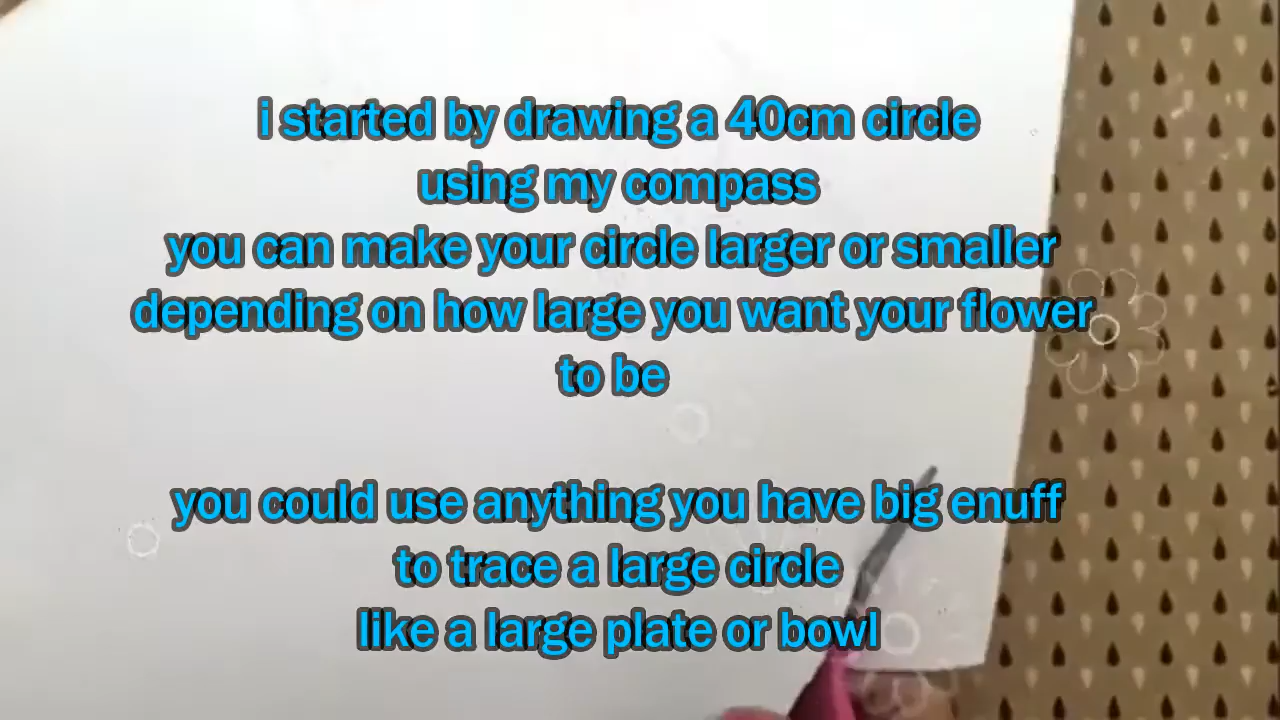 i started by drawing a 40cm circle
using my compass
you can make your circle larger or smaller
depending on how large you want your flower
to be
you could use anything you have big enuff
to trace a large circle
like a large plate or bowl